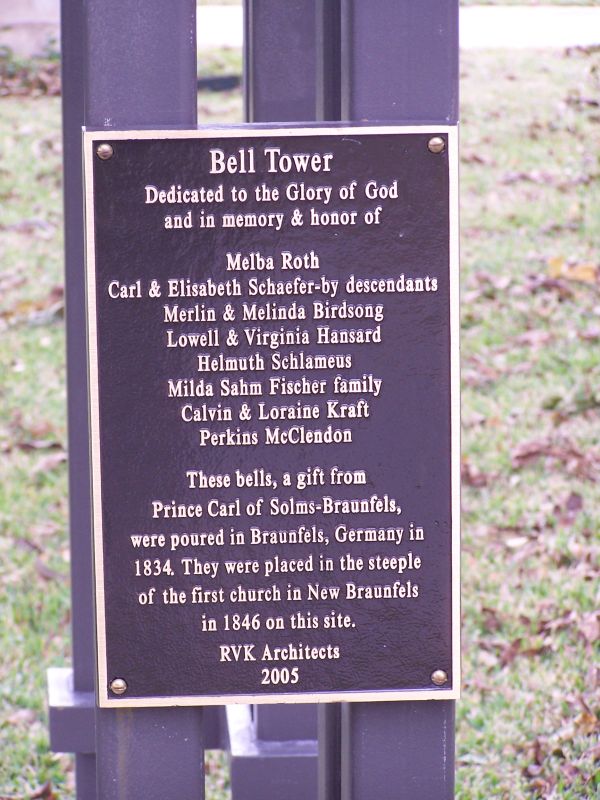 Bell Tower
Dedicated to the Glory of God
and in memory & honor of
Melba Roth
Carl & Elisabeth Schaefer-by descendants
Merlin & Melinda Birdsong
Lowell & Virginia Hansard
Helmuth Schlameus
Milda Sahm Fischer family
Calvin & Loraine Kraft
Perkins McClendon
These bells, a gift from
Prince Carl of Solms-Braunfels,
were poured in Braunfels, Germany in
1834. They were placed in the steeple
of the first church in New Braunfels
in 1846 on this site.
RVK Architects
2005